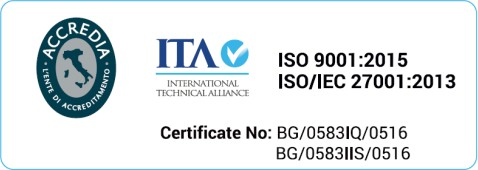 ACCREDIA
L'ENTE DI ACCREDITAMENTO
ITA
INTERNATIONAL
TECHNICAL ALLIANCE
ISO 9001:2015
ISO/IEC 27001:2013
Certificate No: BG/0583IQ/0516
BG/0583IIS/0516